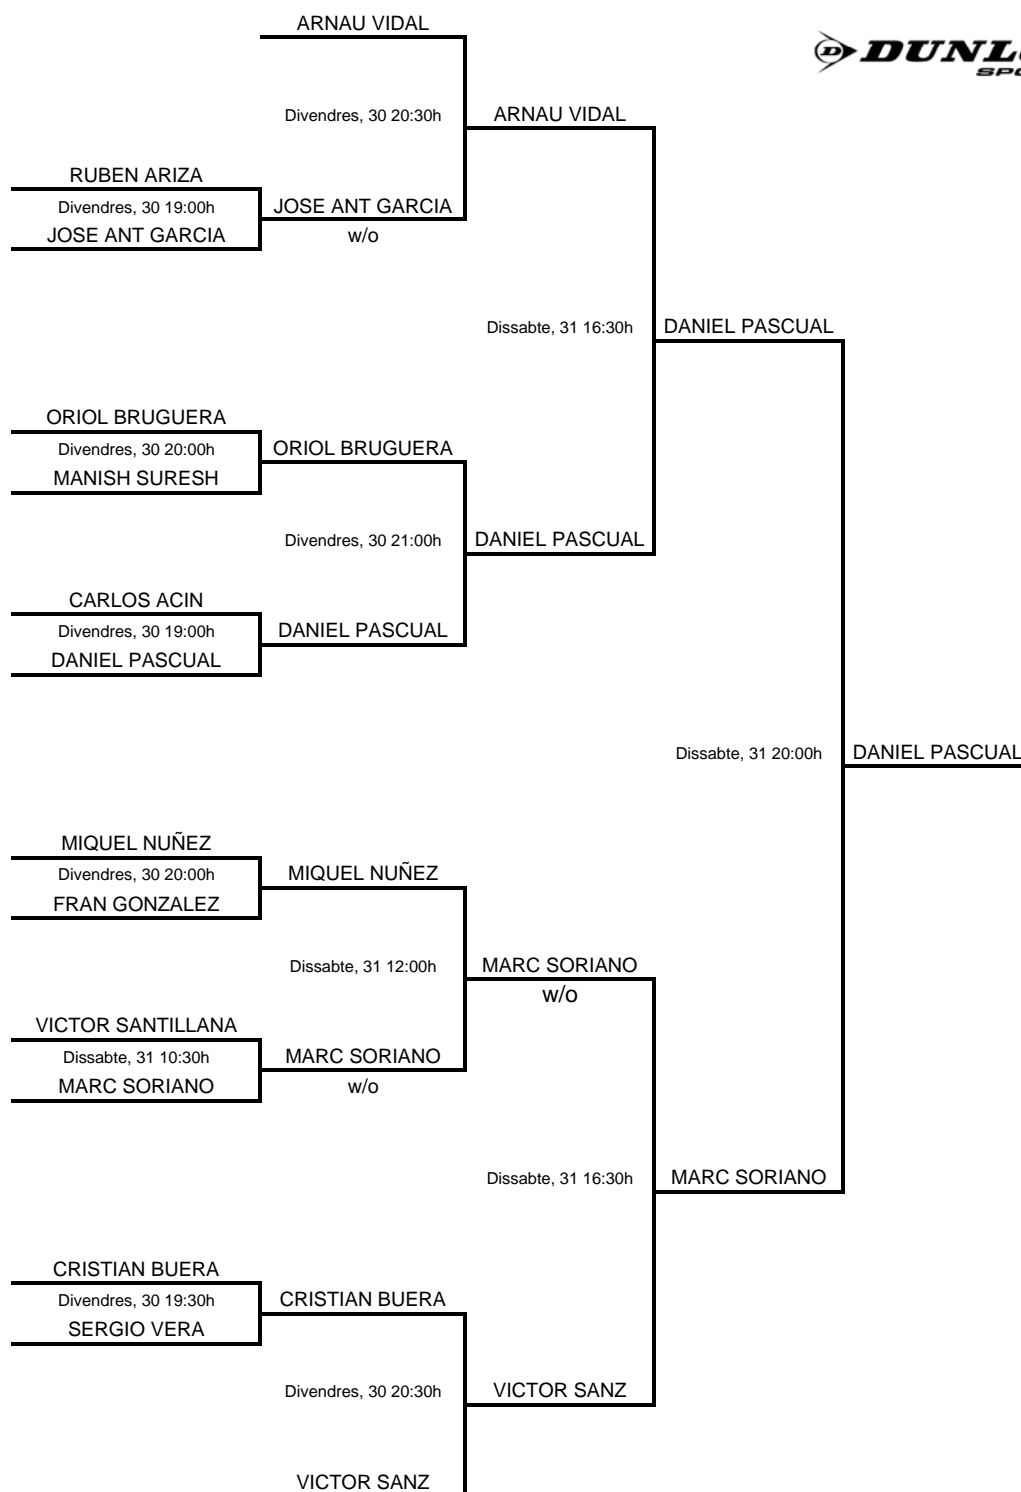 ARNAU VIDAL
DUNL
SPO
Divendres, 30 20:30h
ARNAU VIDAL
RUBEN ARIZA
Divendres, 30 19:00h
JOSE ANT GARCIA
JOSE ANT GARCIA
w/o
Dissabte, 31 16:30h
DANIEL PASCUAL
ORIOL BRUGUERA
Divendres, 30 20:00h
ORIOL BRUGUERA
MANISH SURESH
Divendres, 30 21:00h
DANIEL PASCUAL
CARLOS ACIN
Divendres, 30 19:00h
DANIEL PASCUAL
DANIEL PASCUAL
Dissabte, 31 20:00h
DANIEL PASCUAL
MIQUEL NUÑEZ
Divendres, 30 20:00h
MIQUEL NUÑEZ
FRAN GONZALEZ
Dissabte, 31 12:00h
MARC SORIANO
w/o
VICTOR SANTILLANA
Dissabte, 31 10:30h
MARC SORIANO
MARC SORIANO
w/o
Dissabte, 31 16:30h
MARC SORIANO
CRISTIAN BUERA
Divendres, 30 19:30h
CRISTIAN BUERA
SERGIO VERA
Divendres, 30 20:30h
VICTOR SANZ
VICTOR SANZ